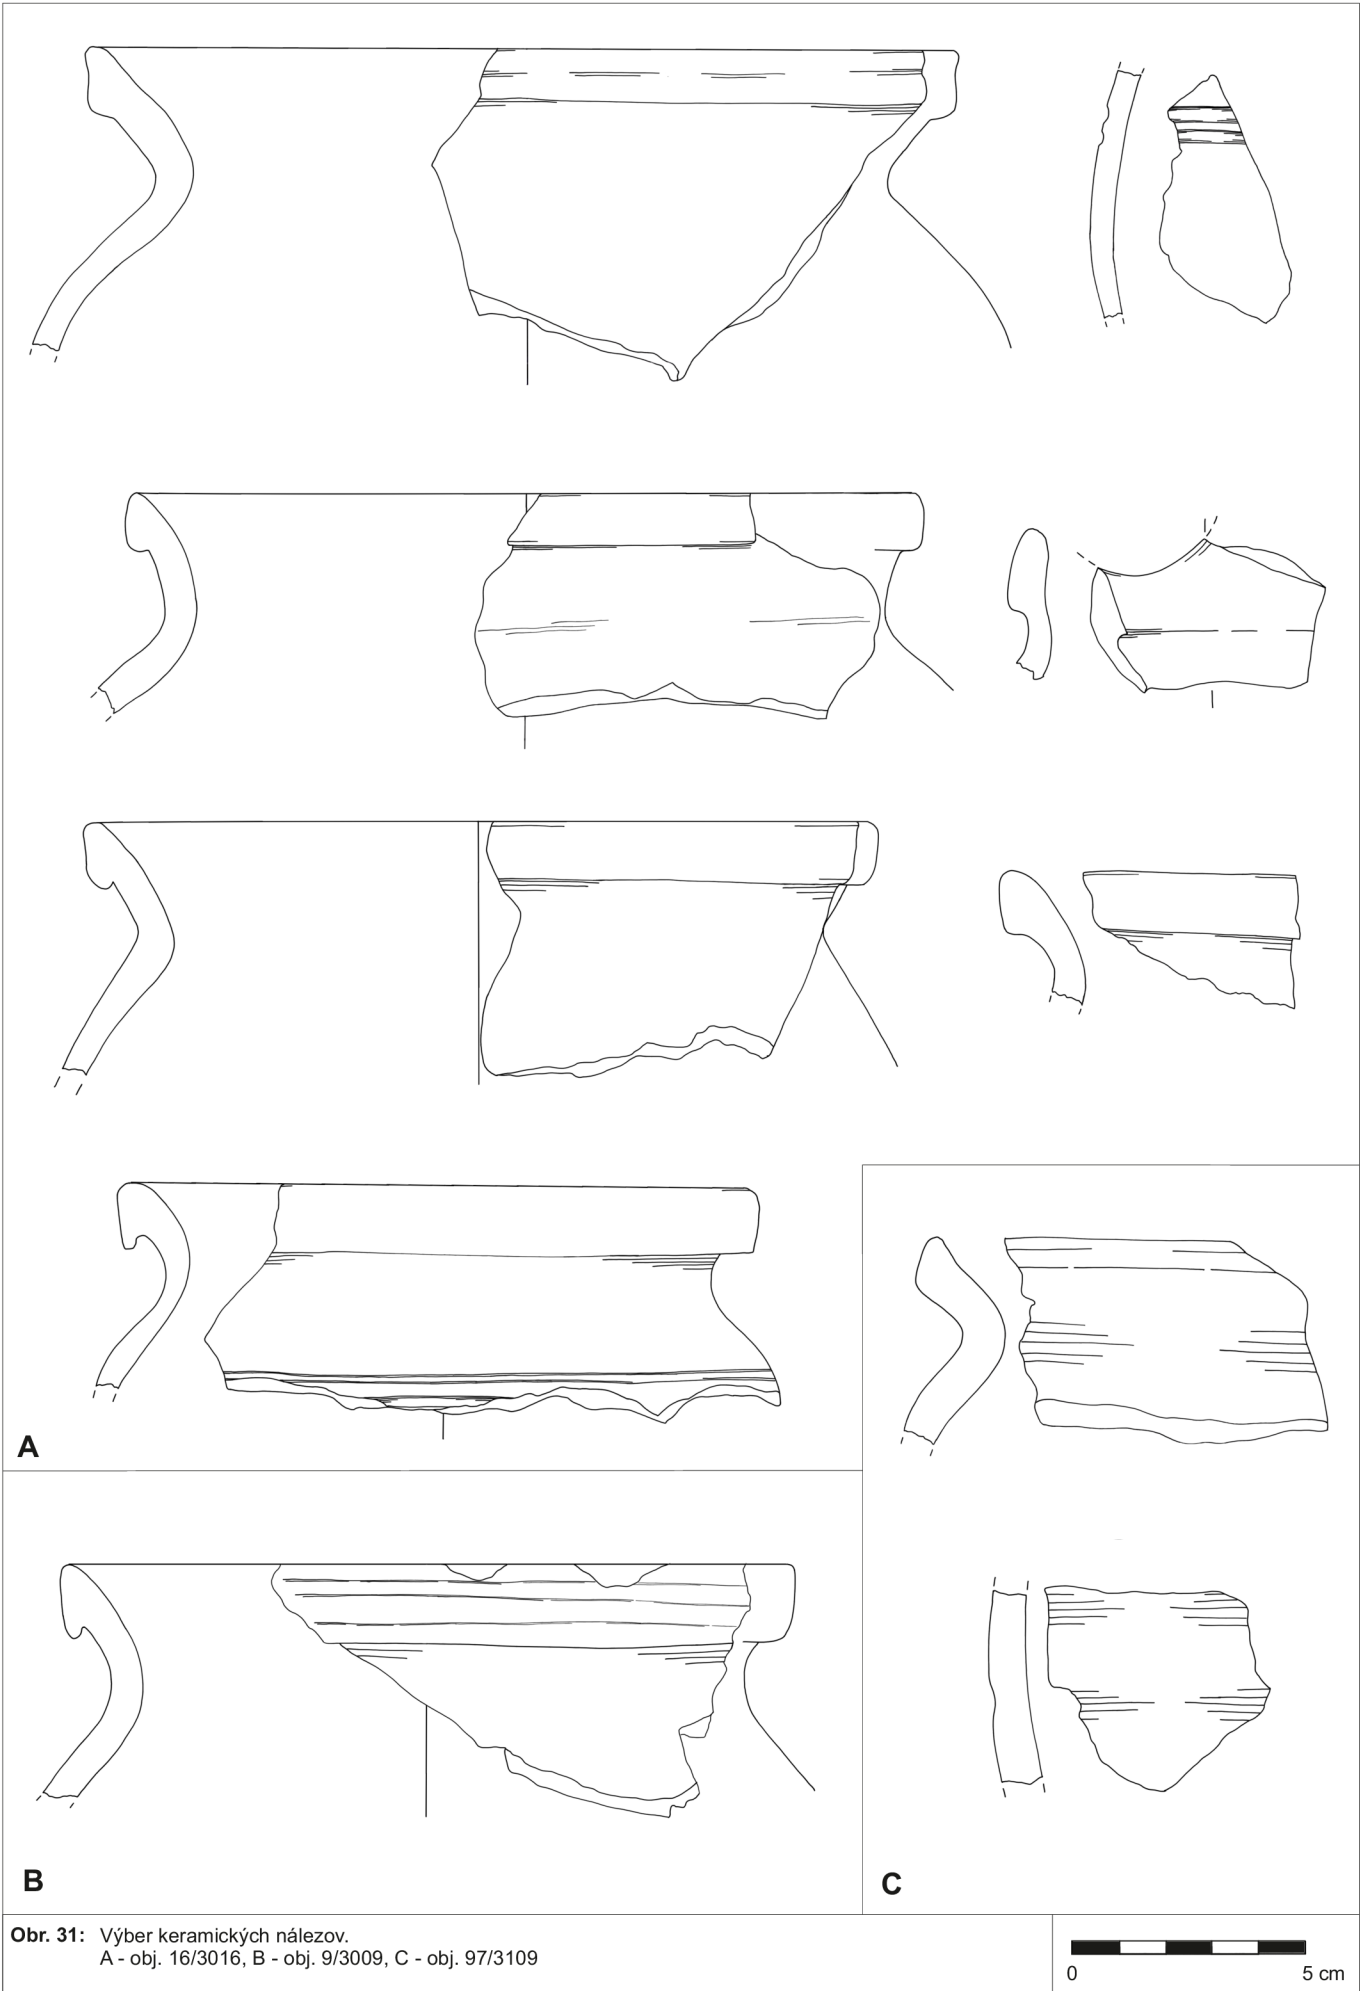 A
B
C
Obr. 31: Výber keramických nálezov.
A - obj. 16/3016, B - obj. 9/3009, C - obj. 97/3109
0 5 cm